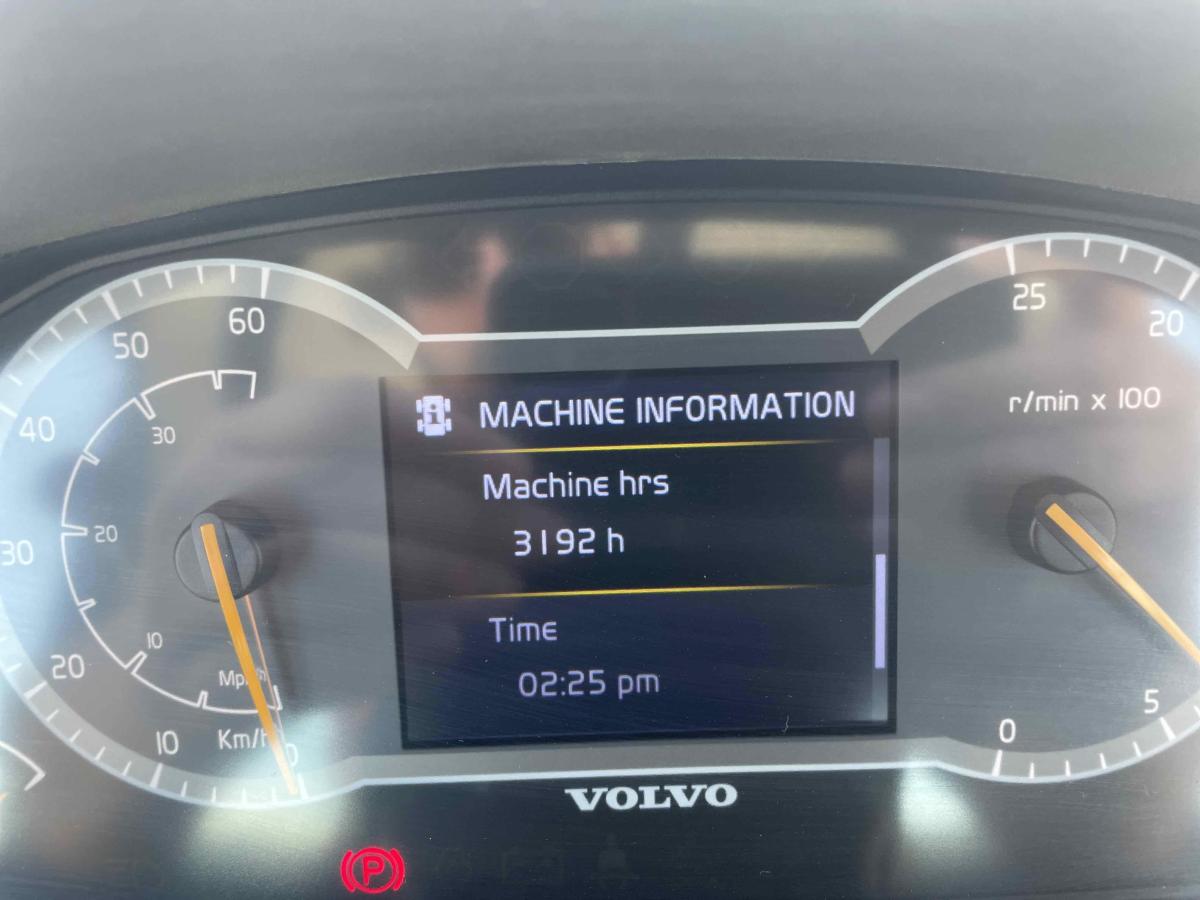 60
50
40
30
20
10
0
30
20
10
Mph
Km/h
MACHINE INFORMATION
Machine hrs
3192 h
Time
02:25 pm
25
20
r/min x 100
5
0
VOLVO
P